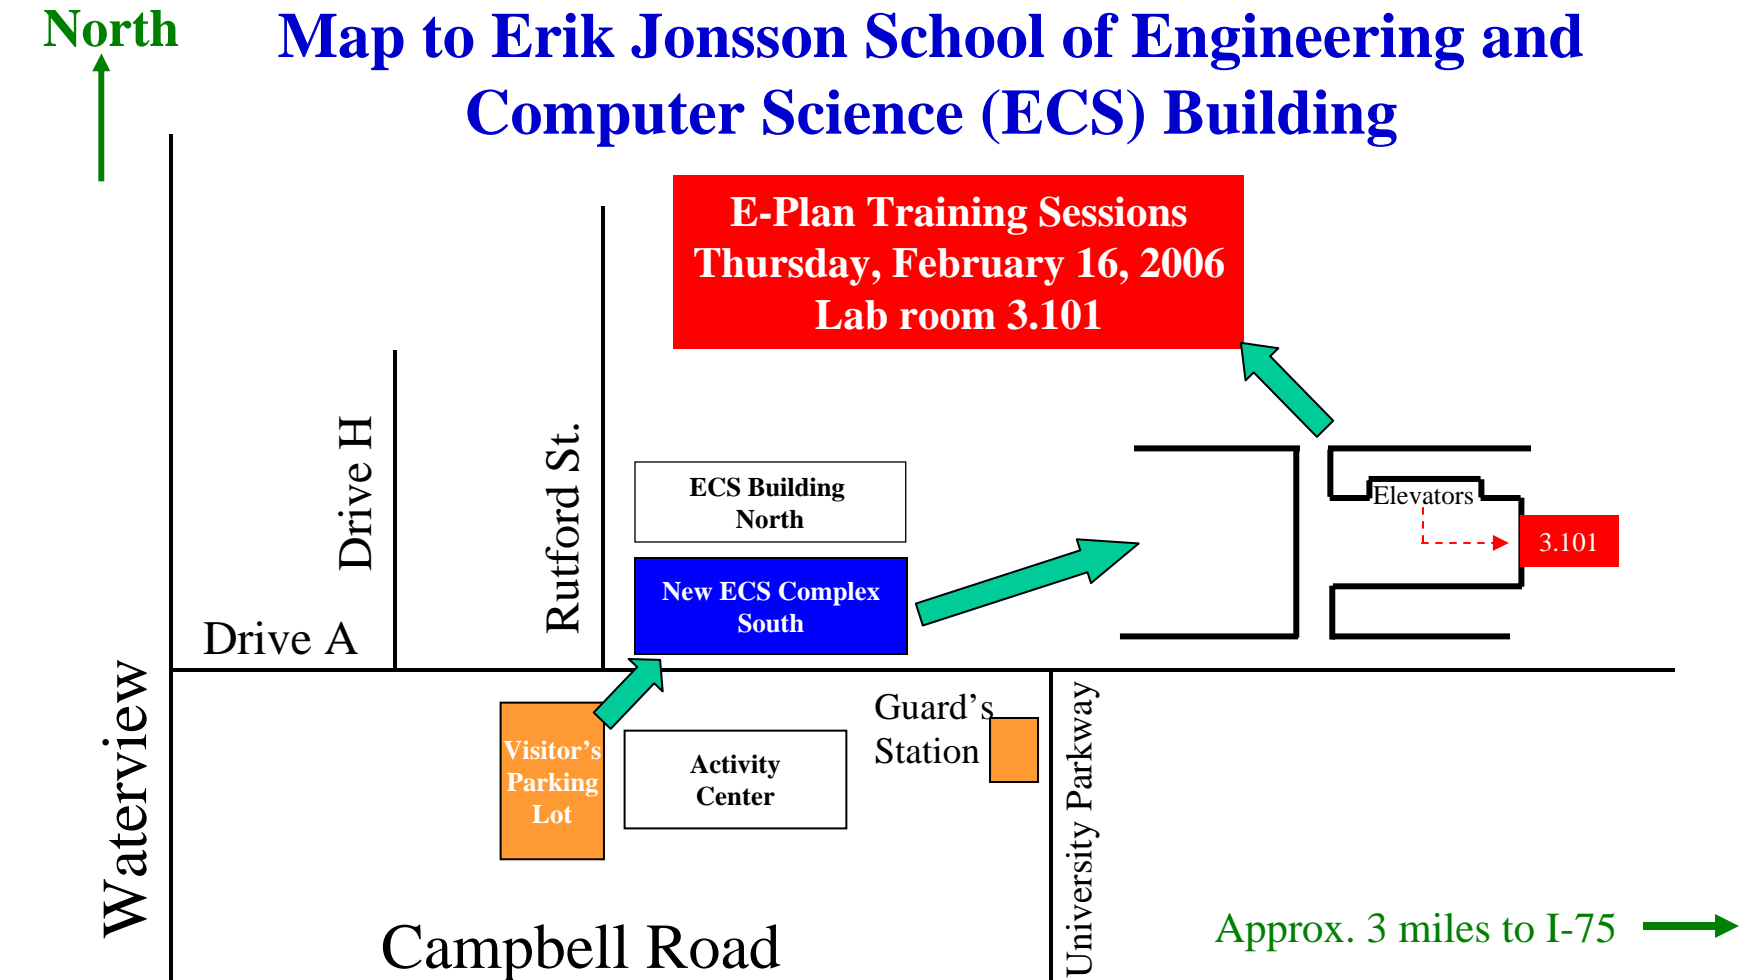 North
Map to Erik Jonsson School of Engineering and
Computer Science (ECS) Building
E-Plan Training Sessions
Thursday, February 16, 2006
Lab room 3.101
Drive H
Rutford St.
ECS Building
North
Elevators
3.101
New ECS Complex
South
Drive A
Waterview
Visitor's
Parking
Lot
Activity
Center
Guard's
Station
University Parkway
Campbell Road
Approx. 3 miles to I-75